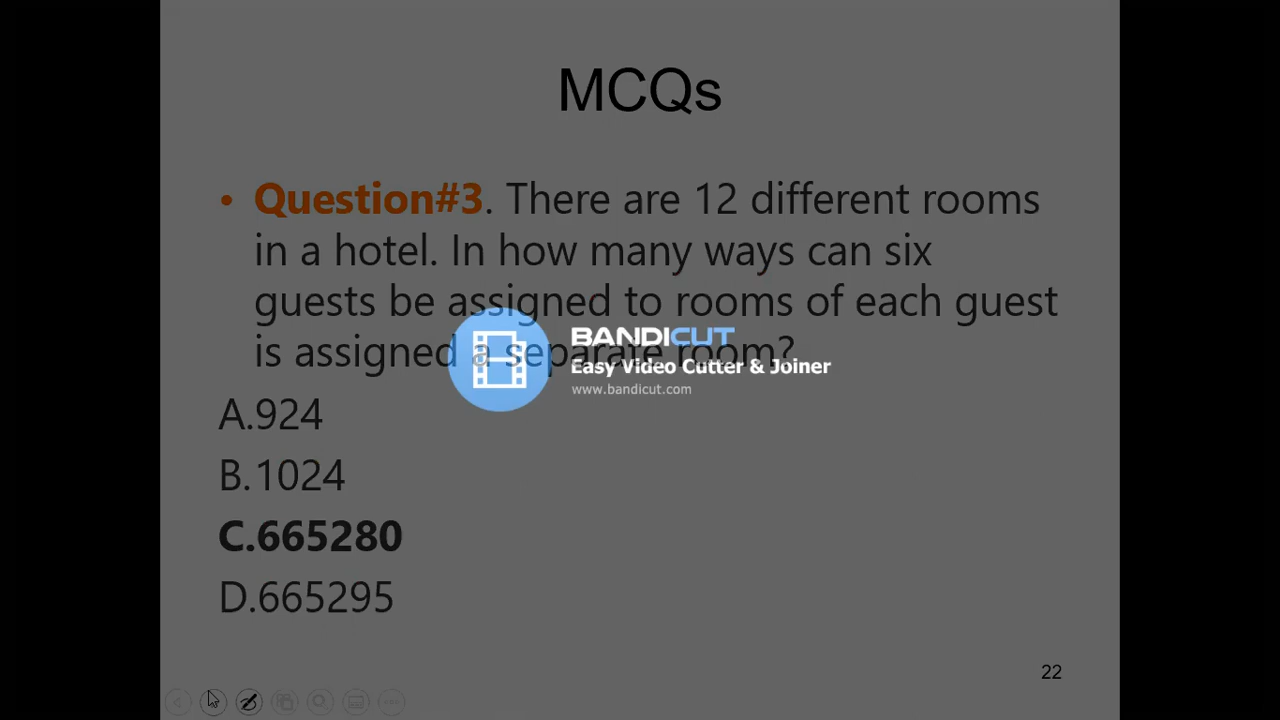 MCQs
• Question#3. There are 12 different rooms
in a hotel. In how many ways can six
guests be assigned to rooms of each guest
is assigned a separate room?
BANDICUT
Easy Video Cutter & Joiner
www.bandicut.com
A.924
B.1024
C.665280
D.665295
22